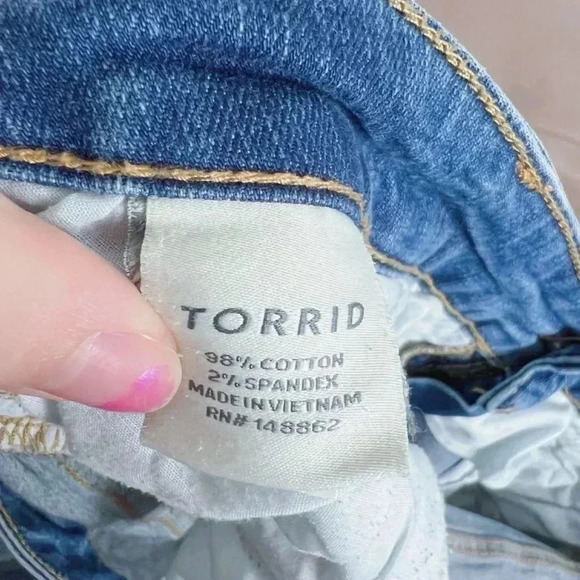 TORRID
98% COTTON
2% SPANDEX
MADE IN VIETNAM
RN# 148862